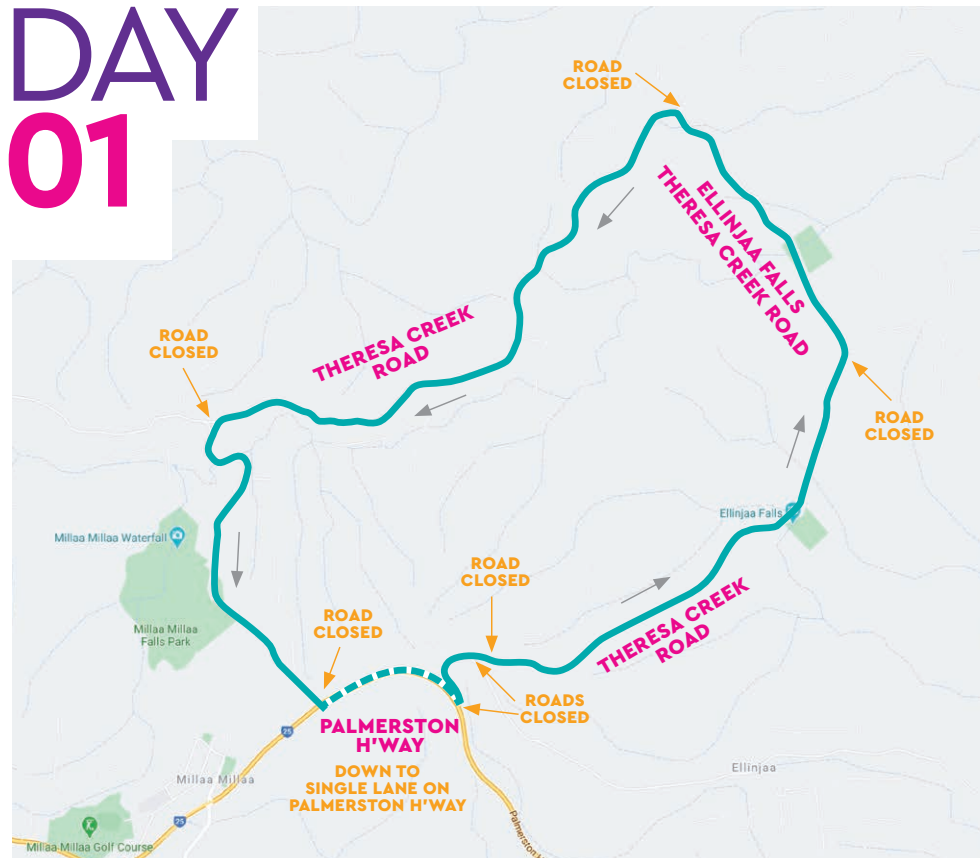 DAY
01
ROAD
CLOSED
ELLINJAA FALLS
THERESA CREEK ROAD
THERESA CREEK
ROAD
ROAD
CLOSED
ROAD
CLOSED
Ellinjaa Falls
Millaa Millaa Waterfall
ROAD
CLOSED
THERESA CREEK
ROAD
ROAD
CLOSED
Millaa Millaa
Falls Park
ROADS
CLOSED
PALMERSTON
H'WAY
25
DOWN TO
SINGLE LANE ON
PALMERSTON H'WAY
Millaa Millaa
Ellinjaa
25
Palmerston
Millaa Millaa Golf Course